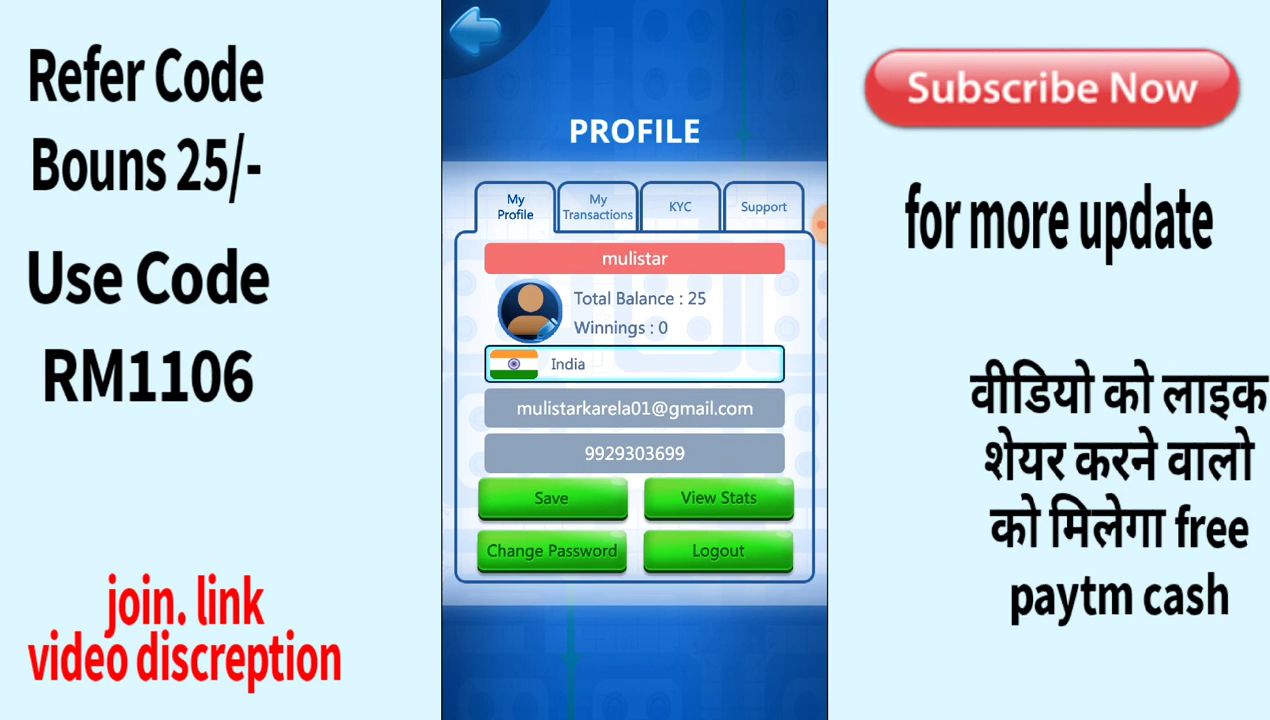 Refer Code
Bouns 25/-
Use Code
RM1106
join. link
video discreption
PROFILE
My
Profile
My
Transactions
KYC
Support
mulistar
Total Balance : 25
Winnings : 0
India
mulistarkarela01@gmail.com
9929303699
Save
View Stats
Change Password
Logout
Subscribe Now
for more update
वीडियो को लाइक
शेयर करने वालो
को मिलेगा free
paytm cash